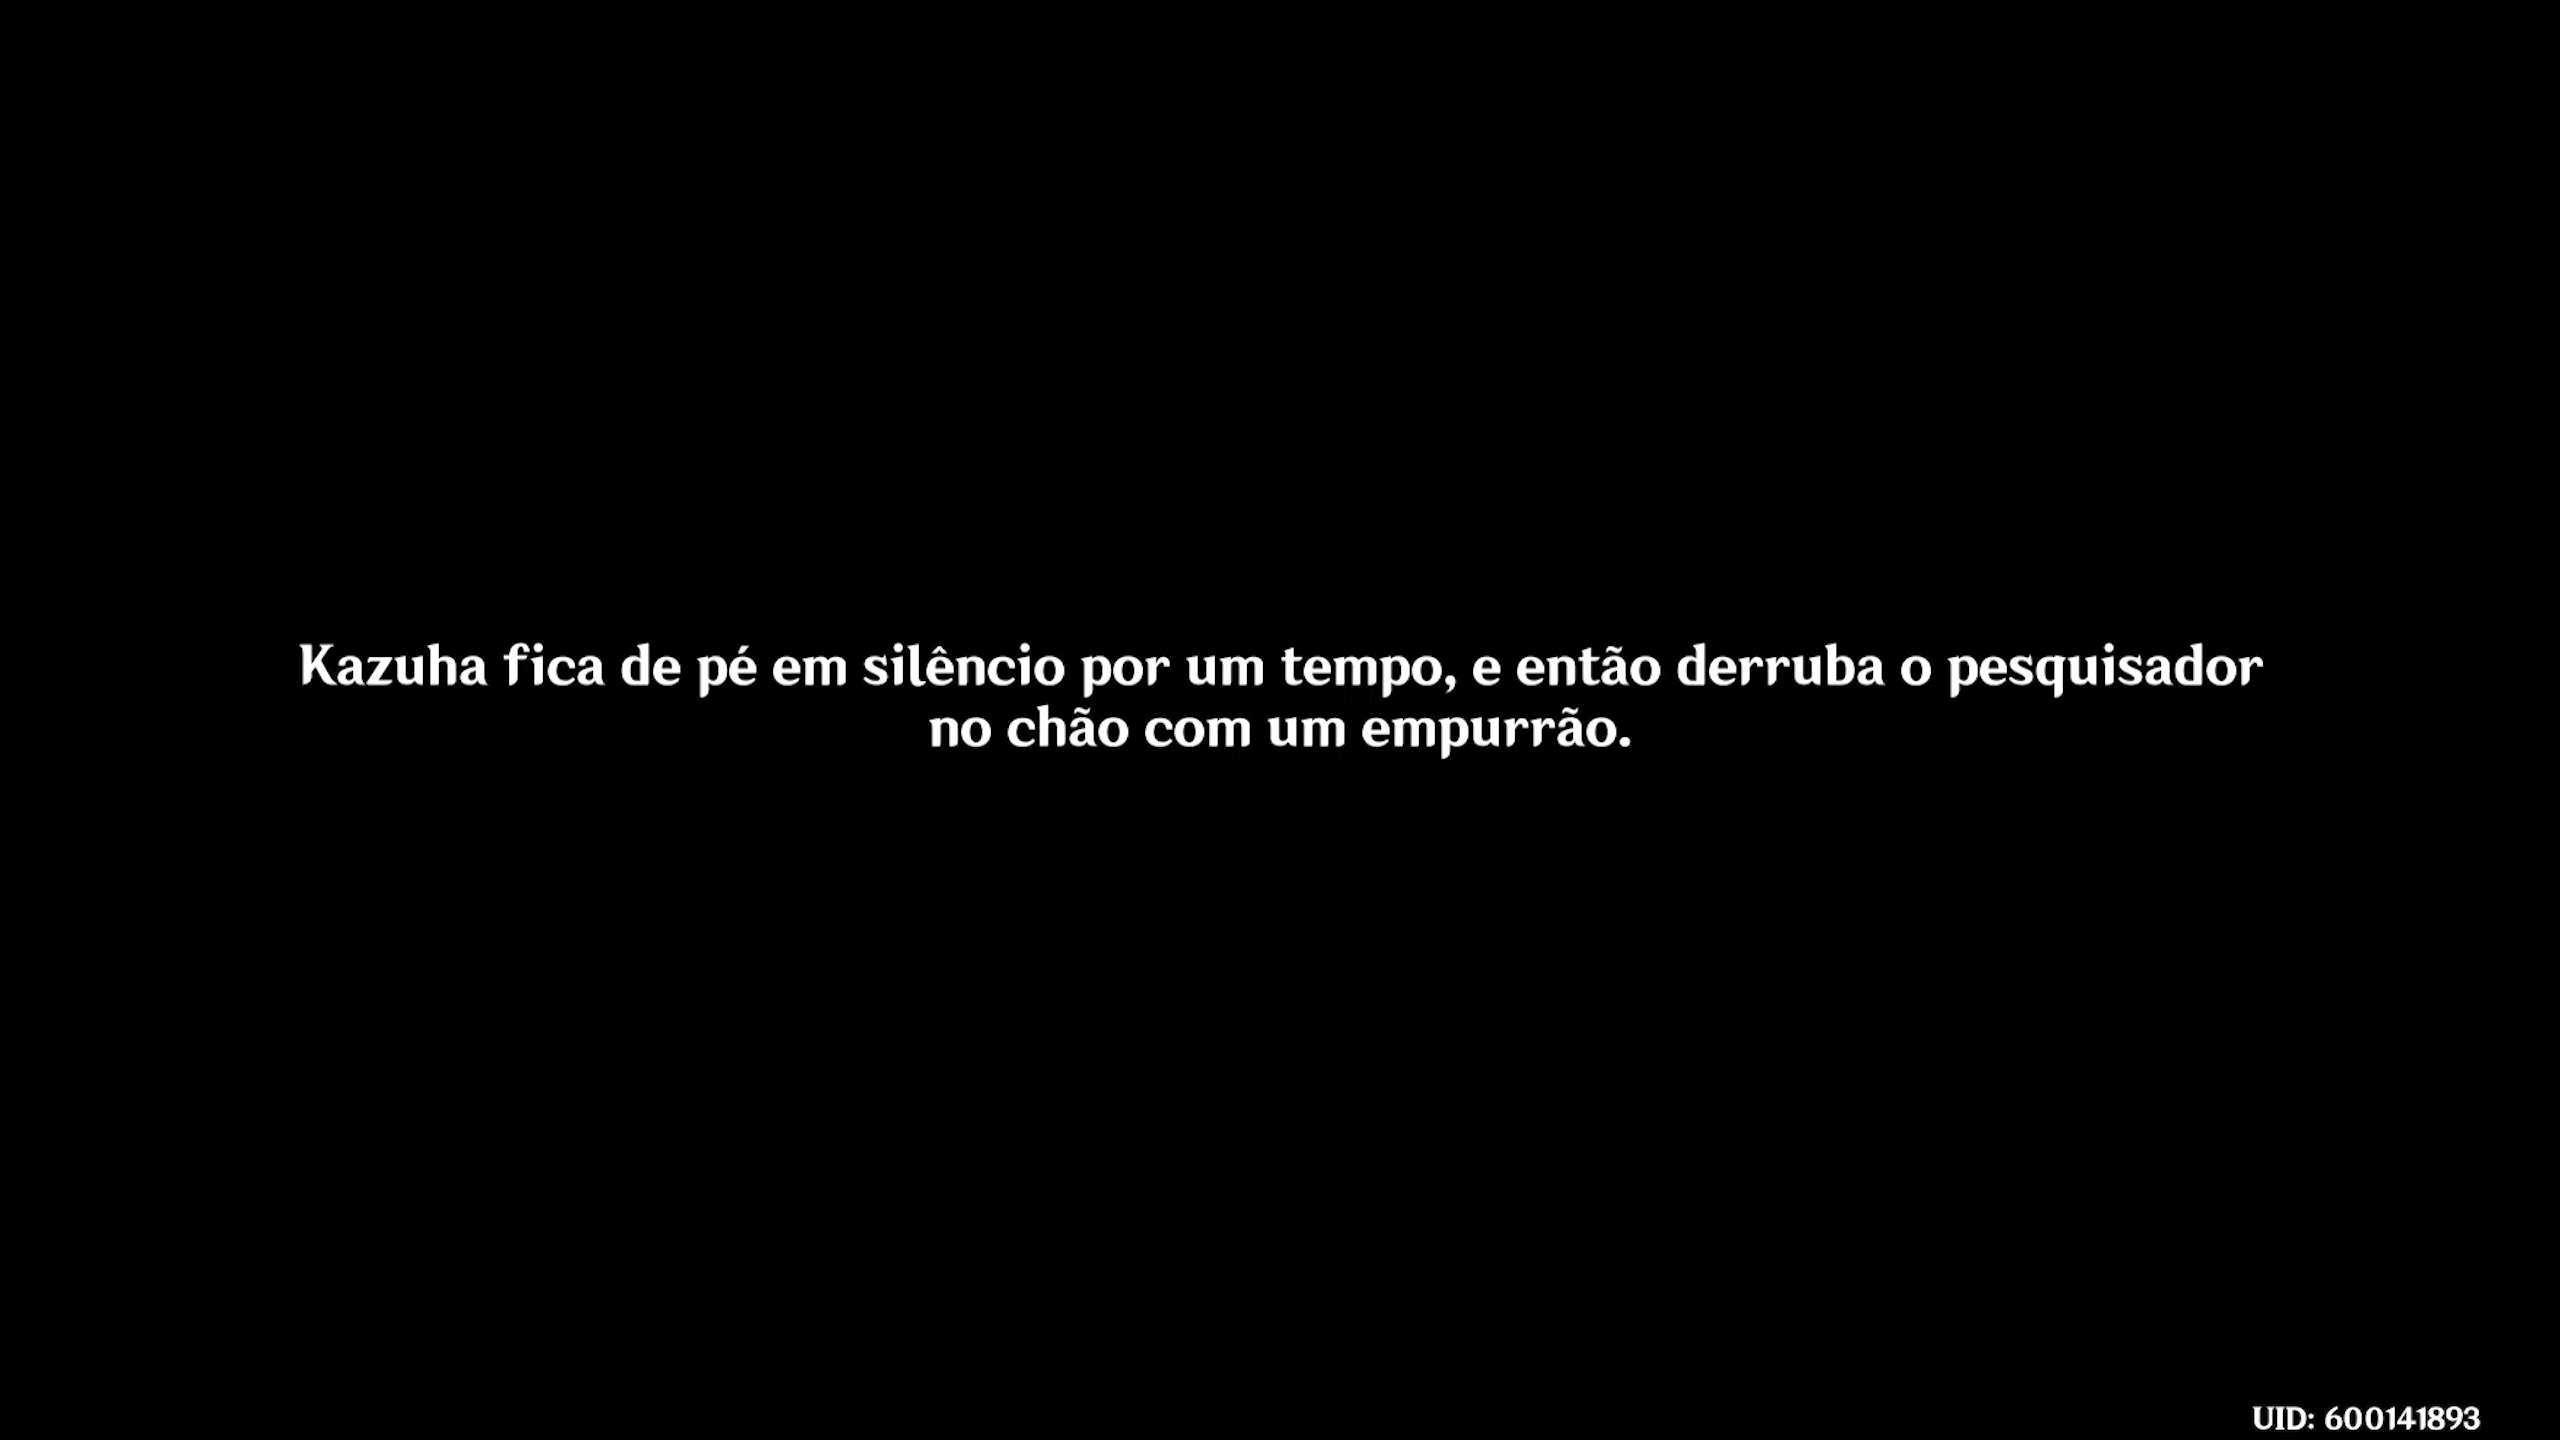 Kazuha fica de pé em silêncio por um tempo, e então derruba o pesquisador
no chão com um empurrão.
UID: 600141893